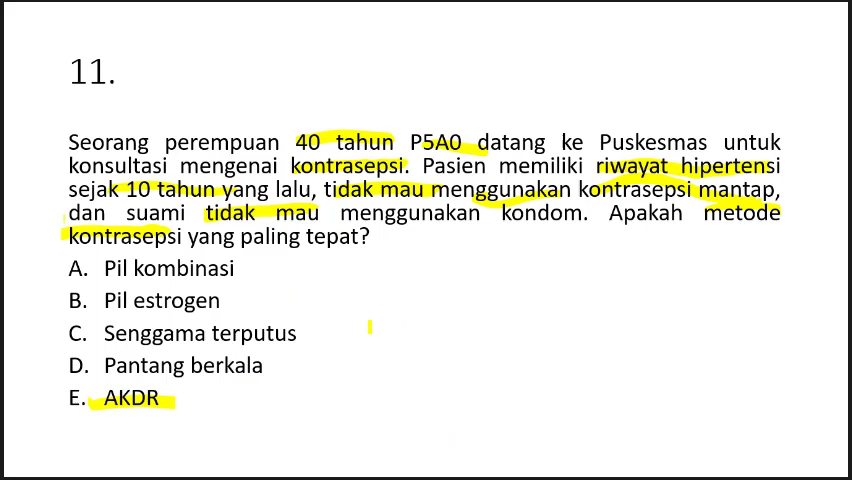 11.
Seorang perempuan 40 tahun P5A0 datang ke Puskesmas untuk
konsultasi mengenai kontrasepsi. Pasien memiliki riwayat hipertensi
sejak 10 tahun yang lalu, tidak mau menggunakan kontrasepsi mantap,
dan suami tidak mau menggunakan kondom. Apakah metode
kontrasepsi yang paling tepat?
A. Pil kombinasi
B. Pil estrogen
C. Senggama terputus
D. Pantang berkala
E. AKDR